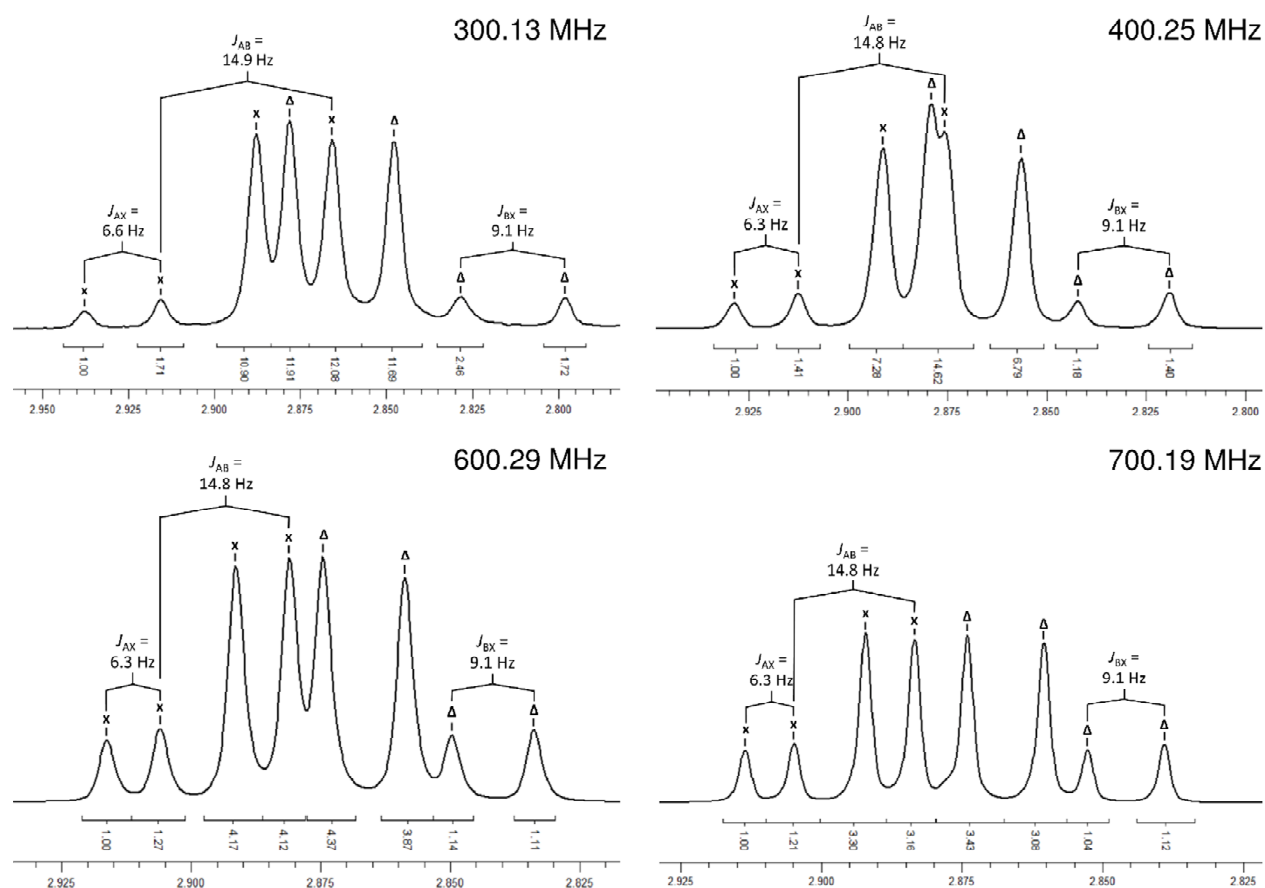 300.13 MHz
J_AB =
14.9 Hz
x
Δ
x
Δ
J_AX =
6.6 Hz
J_BX =
9.1 Hz
x
x
Δ
Δ
1.00
1.71
10.90
11.91
12.08
11.69
2.46
1.72
2.950
2.925
2.900
2.875
2.850
2.825
2.800
400.25 MHz
J_AB =
14.8 Hz
Δ
x
x
Δ
J_AX =
6.3 Hz
J_BX =
9.1 Hz
x
x
Δ
Δ
1.00
1.41
7.28
14.62
6.79
1.18
1.40
2.925
2.900
2.875
2.850
2.825
2.800
600.29 MHz
J_AB =
14.8 Hz
x
x
Δ
Δ
J_AX =
6.3 Hz
J_BX =
9.1 Hz
x
x
Δ
Δ
1.00
1.27
4.17
4.12
4.37
3.87
1.14
1.11
2.925
2.900
2.875
2.850
2.825
700.19 MHz
J_AB =
14.8 Hz
x
x
Δ
Δ
J_AX =
6.3 Hz
J_BX =
9.1 Hz
x
x
Δ
Δ
1.00
1.21
3.30
3.16
3.43
3.08
1.04
1.12
2.925
2.900
2.875
2.850
2.825